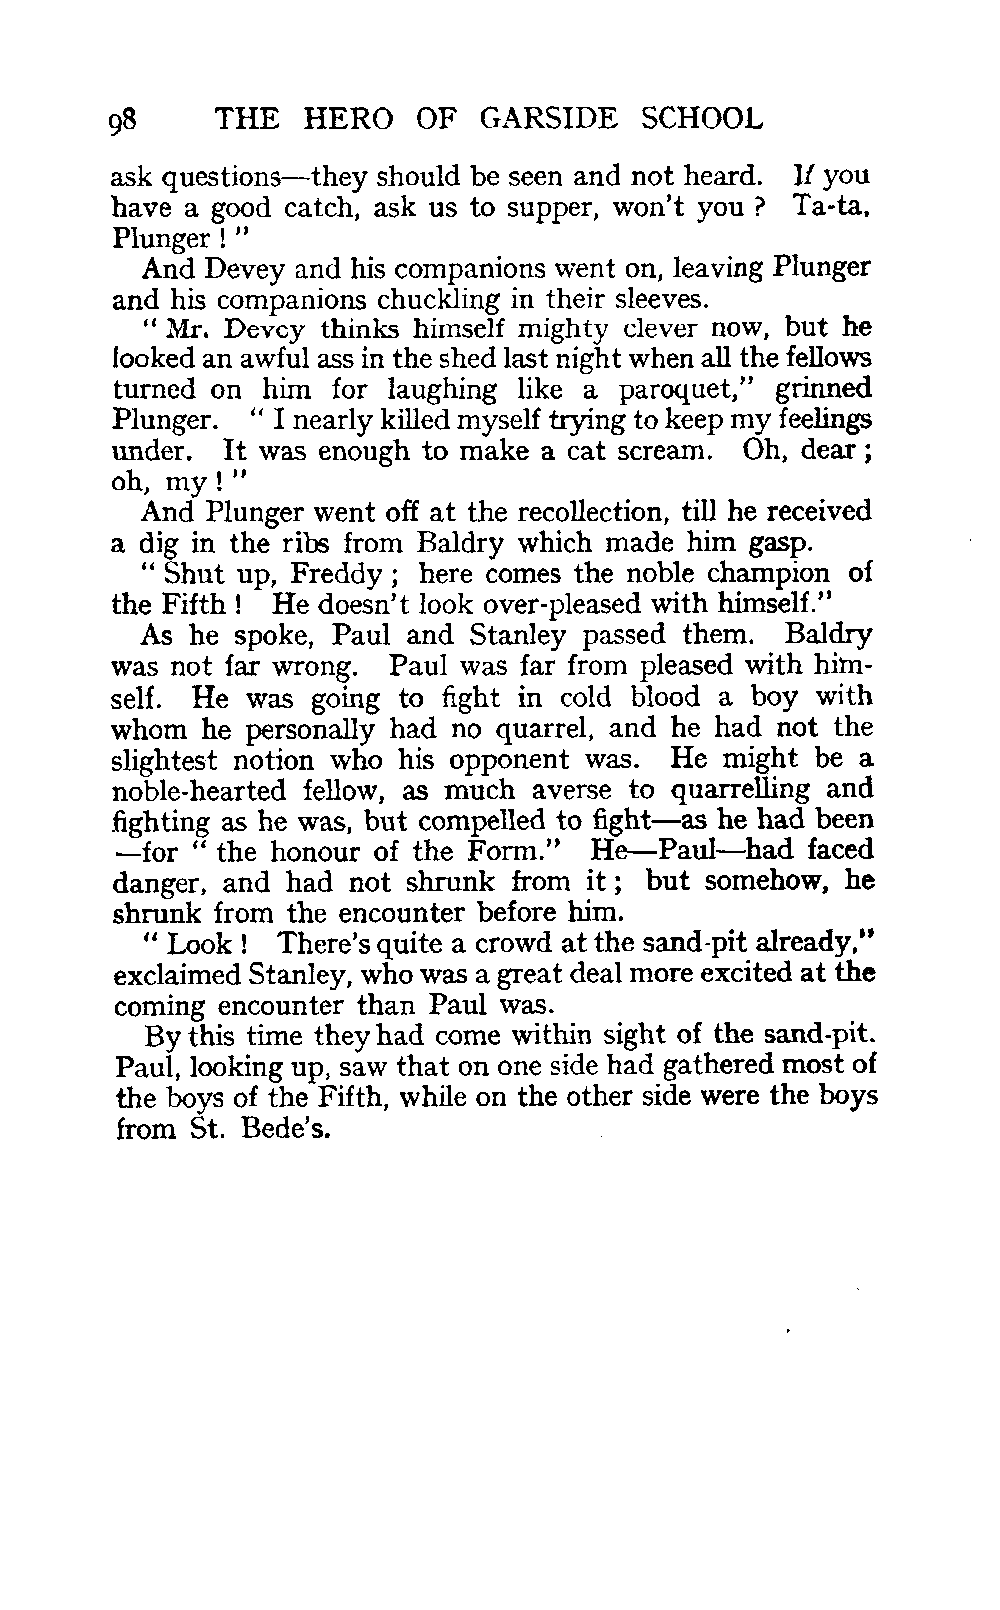 98 THE HERO OF GARSIDE SCHOOL
ask questions—they should be seen and not heard. If you
have a good catch, ask us to supper, won't you ? Ta-ta,
Plunger ! "
And Devey and his companions went on, leaving Plunger
and his companions chuckling in their sleeves.
" Mr. Devey thinks himself mighty clever now, but he
looked an awful ass in the shed last night when all the fellows
turned on him for laughing like a paroquet," grinned
Plunger. " I nearly killed myself trying to keep my feelings
under. It was enough to make a cat scream. Oh, dear ;
oh, my ! "
And Plunger went off at the recollection, till he received
a dig in the ribs from Baldry which made him gasp.
" Shut up, Freddy ; here comes the noble champion of
the Fifth ! He doesn't look over-pleased with himself."
As he spoke, Paul and Stanley passed them. Baldry
was not far wrong. Paul was far from pleased with him-
self. He was going to fight in cold blood a boy with
whom he personally had no quarrel, and he had not the
slightest notion who his opponent was. He might be a
noble-hearted fellow, as much averse to quarrelling and
fighting as he was, but compelled to fight—as he had been
—for " the honour of the Form." He—Paul—had faced
danger, and had not shrunk from it ; but somehow, he
shrunk from the encounter before him.
" Look ! There's quite a crowd at the sand-pit already,"
exclaimed Stanley, who was a great deal more excited at the
coming encounter than Paul was.
By this time they had come within sight of the sand-pit.
Paul, looking up, saw that on one side had gathered most of
the boys of the Fifth, while on the other side were the boys
from St. Bede's.